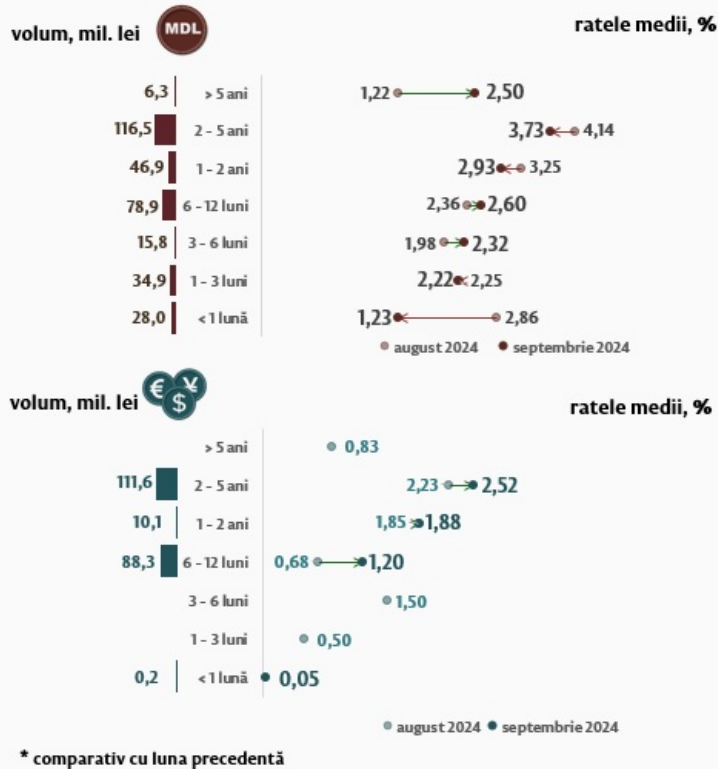 volum, mil. lei MDL ratele medii, %
6,3 > 5 ani 1,22 2,50
116,5 2 - 5 ani 3,73 4,14
46,9 1 - 2 ani 2,93 3,25
78,9 6 - 12 luni 2,36 2,60
15,8 3 - 6 luni 1,98 2,32
34,9 1 - 3 luni 2,22 2,25
28,0 < 1 lună 1,23 2,86
august 2024 septembrie 2024
volum, mil. lei € ¥ $ ratele medii, %
> 5 ani 0,83
111,6 2 - 5 ani 2,23 2,52
10,1 1 - 2 ani 1,85 1,88
88,3 6 - 12 luni 0,68 1,20
3 - 6 luni 1,50
1 - 3 luni 0,50
0,2 < 1 lună 0,05
august 2024 septembrie 2024
* comparativ cu luna precedentă